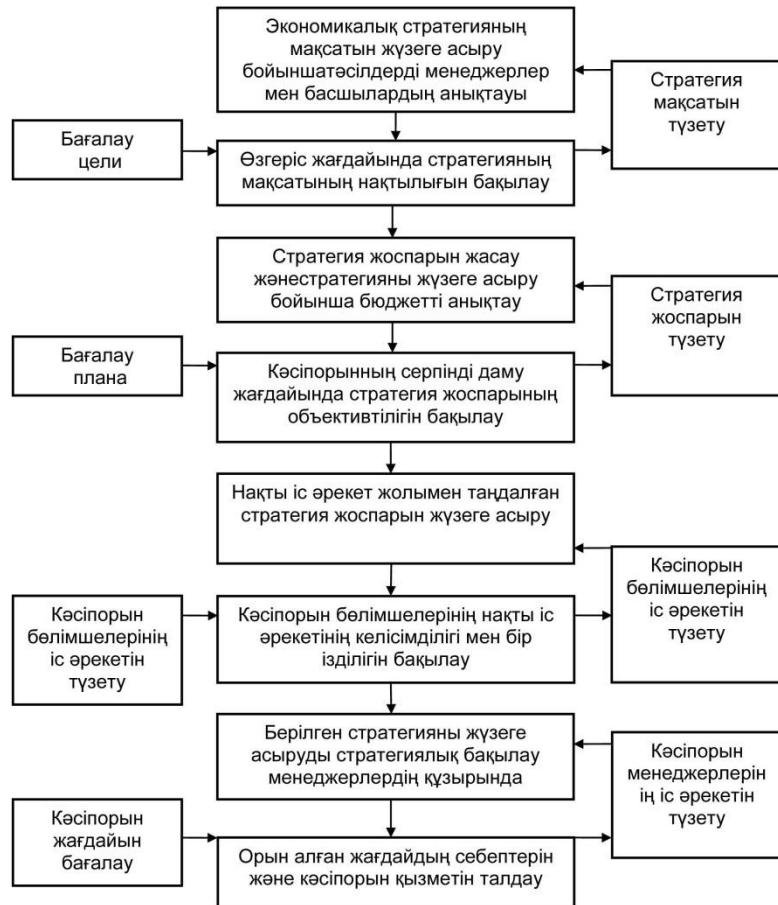 Экономикалық стратегияның
мақсатын жүзеге асыру
бойыншатәсілдерді менеджерлер
мен басшылардың анықтауы
Стратегия
мақсатын
түзету
Бағалау
цели
Өзгеріс жағдайында стратегияның
мақсатының нақтылығын бақылау
Стратегия жоспарын жасау
жәнестратегияны жүзеге асыру
бойынша бюджетті анықтау
Стратегия
жоспарын
түзету
Бағалау
плана
Кәсіпорынның серпінді даму
жағдайында стратегия жоспарының
объективтілігін бақылау
Нақты іс әрекет жолымен таңдалған
стратегия жоспарын жүзеге асыру
Кәсіпорын
бөлімшелерінің
іс әрекетін
түзету
Кәсіпорын
бөлімшелерінің
іс әрекетін
түзету
Кәсіпорын бөлімшелерінің нақты іс
әрекетінің келісімділігі мен бір
ізділігін бақылау
Берілген стратегияны жүзеге
асыруды стратегиялық бақылау
менеджерлердің құзырында
Кәсіпорын
менеджерлерін
ің іс әрекетін
түзету
Кәсіпорын
жағдайын
бағалау
Орын алған жағдайдың себептерін
және кәсіпорын қызметін талдау